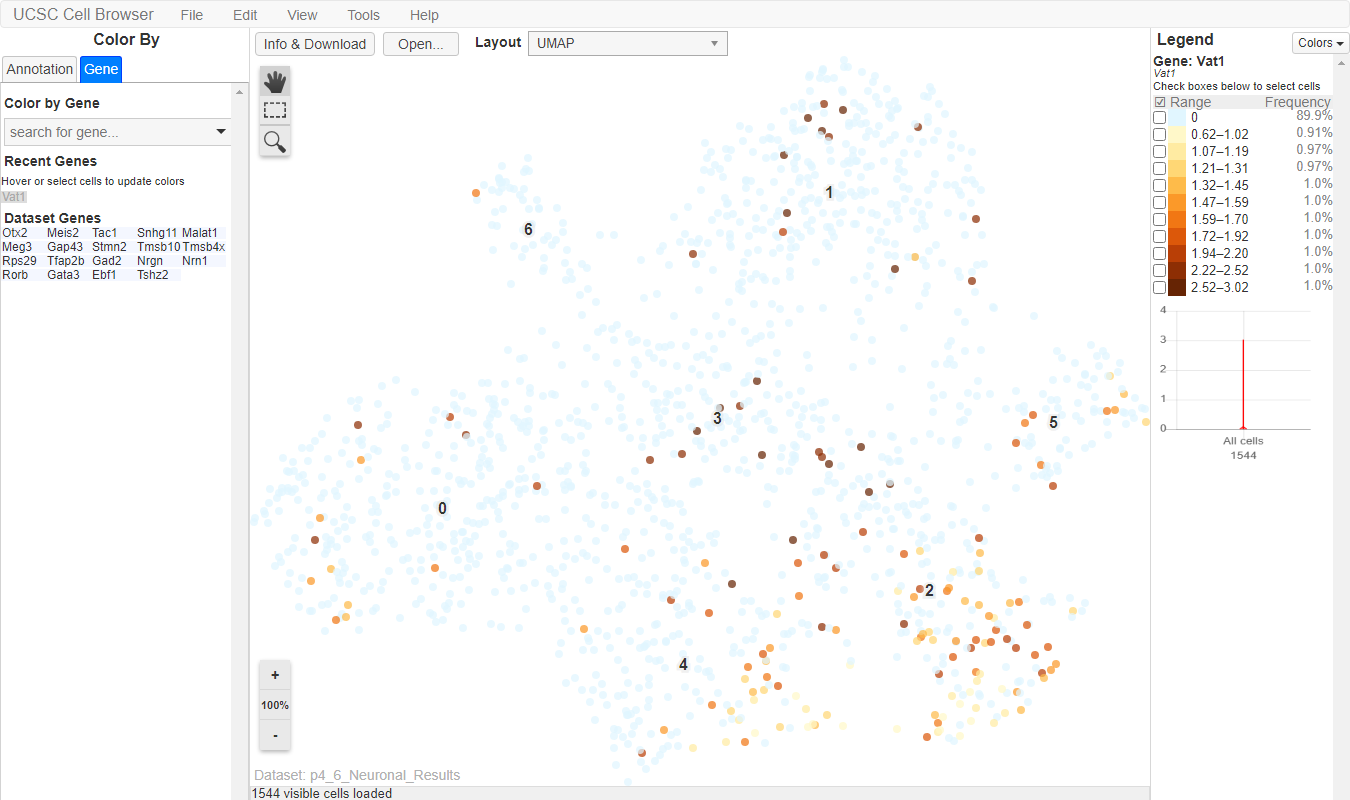 UCSC Cell Browser File Edit View Tools Help
Color By
Annotation Gene
Color by Gene
search for gene...
Recent Genes
Hover or select cells to update colors
Vat1
Dataset Genes
Otx2 Meis2 Tac1 Snhg11 Malat1
Meg3 Gap43 Stmn2 Tmsb10 Tmsb4x
Rps29 Tfap2b Gad2 Nrgn Nrn1
Rorb Gata3 Ebf1 Tshz2
Info & Download Open... Layout UMAP
1
6
3
5
0
2
4
+
100%
-
Dataset: p4_6_Neuronal_Results
1544 visible cells loaded
Legend Colors
Gene: Vat1
Vat1
Check boxes below to select cells
Range Frequency
0 89.9%
0.62–1.02 0.91%
1.07–1.19 0.97%
1.21–1.31 0.97%
1.32–1.45 1.0%
1.47–1.59 1.0%
1.59–1.70 1.0%
1.72–1.92 1.0%
1.94–2.20 1.0%
2.22–2.52 1.0%
2.52–3.02 1.0%
4
3
2
1
0
All cells
1544